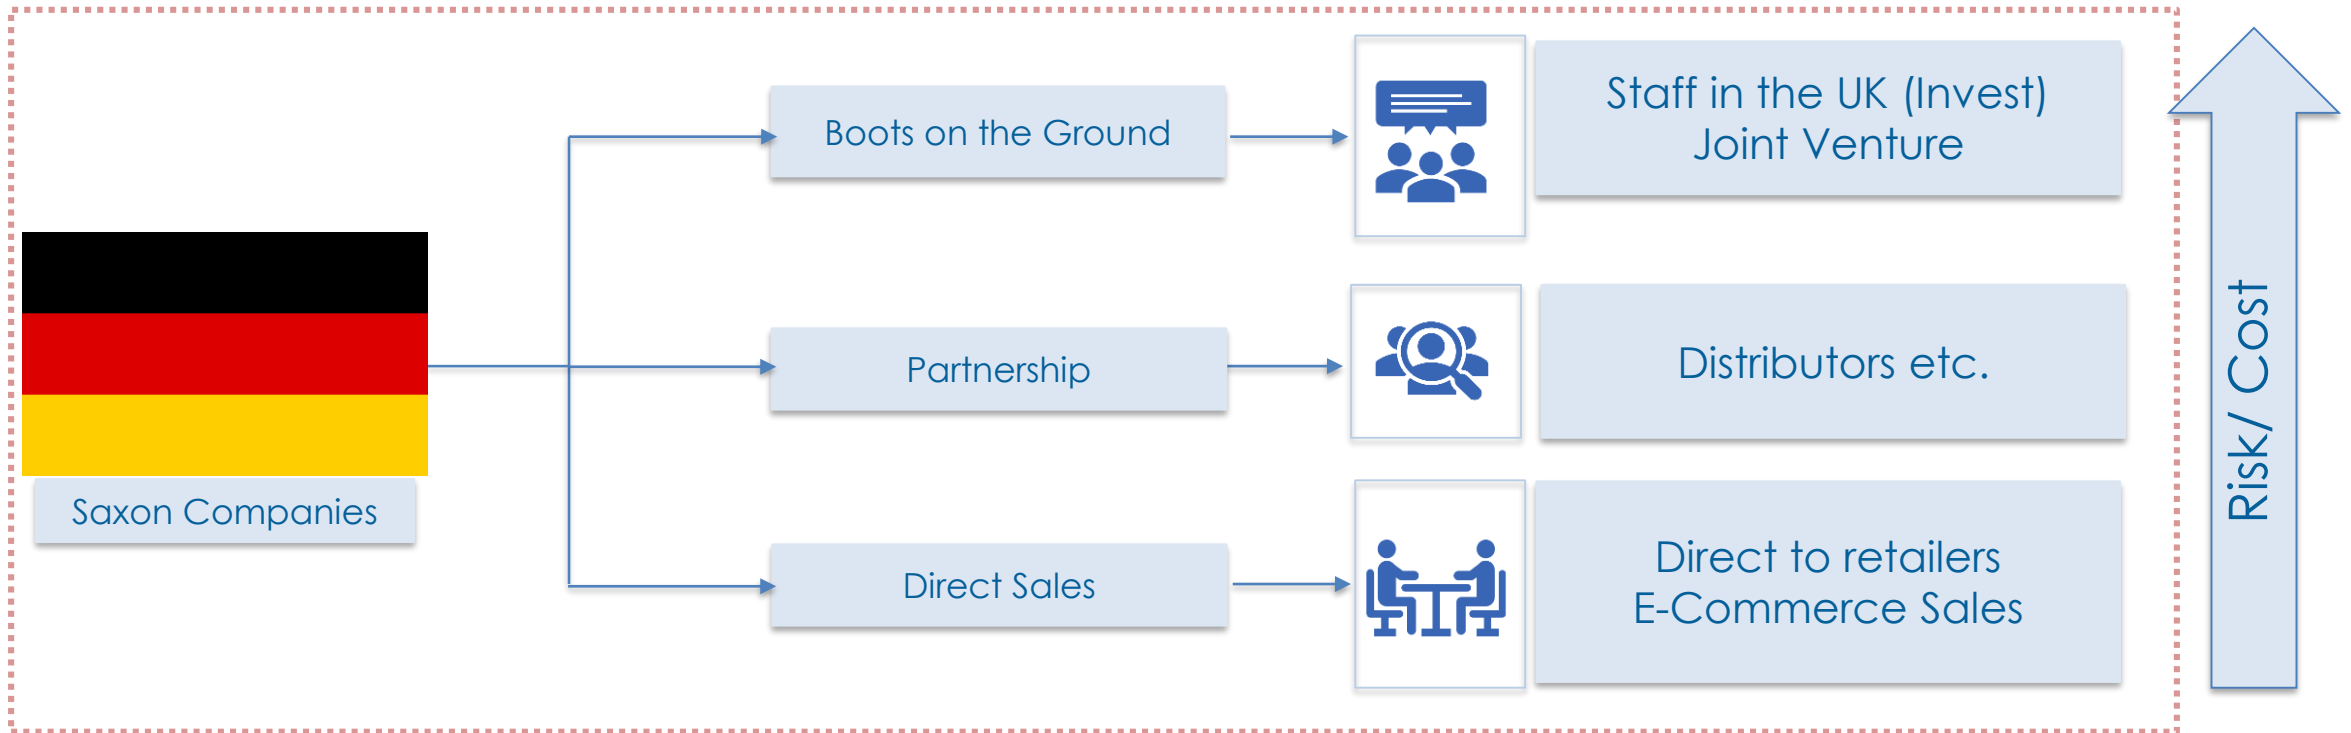 Saxon Companies
Boots on the Ground
Staff in the UK (Invest)
Joint Venture
Partnership
Distributors etc.
Direct Sales
Direct to retailers
E-Commerce Sales
Risk/ Cost